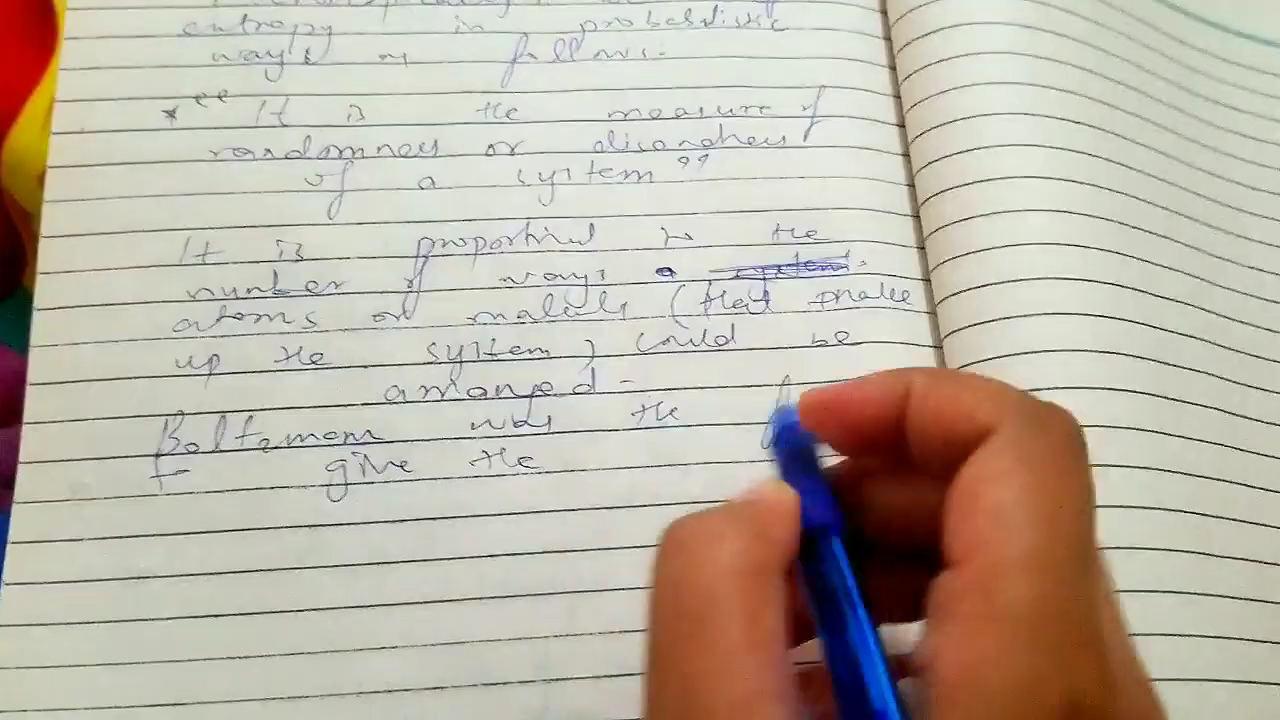 entropy in probabilistic
ways as follows.
* " It is the measure of
randomness or disorderness
of a system "
It is proportional to the
number of ways a
atoms or molecules (that make
up the system) could be
arranged -
Boltzmann was the
give the